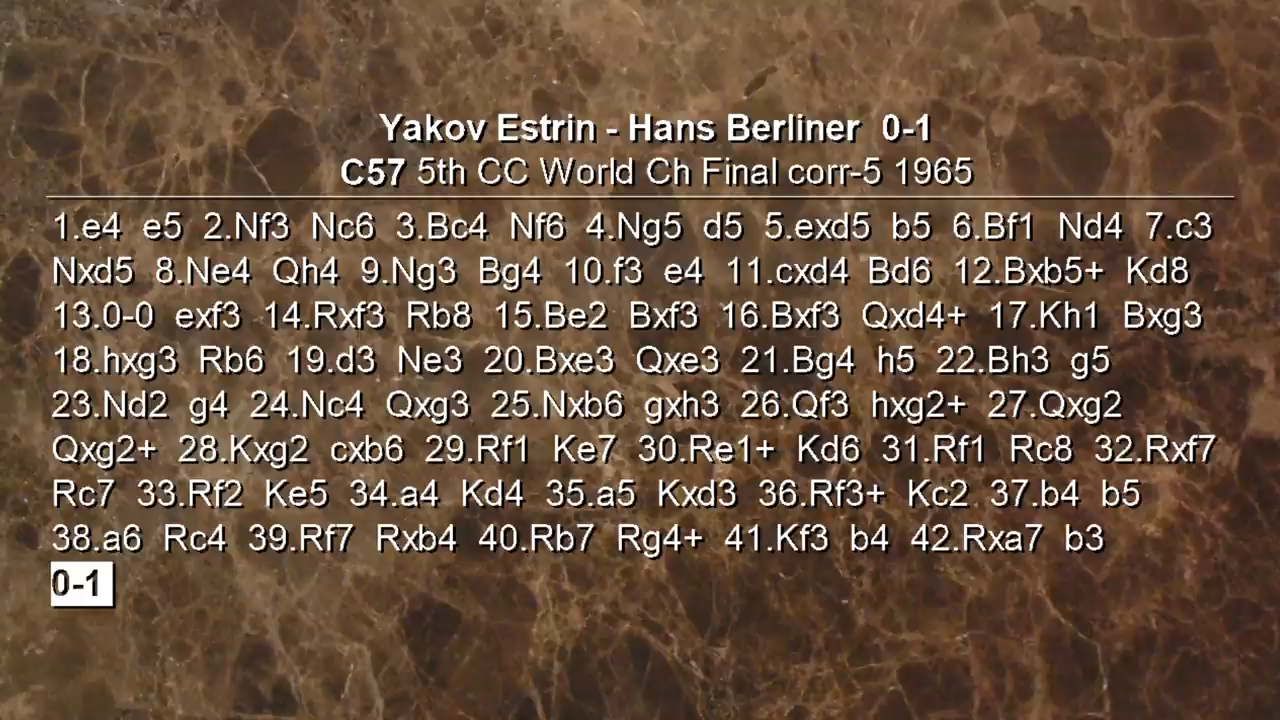 Yakov Estrin - Hans Berliner 0-1
C57 5th CC World Ch Final corr-5 1965
1.e4 e5 2.Nf3 Nc6 3.Bc4 Nf6 4.Ng5 d5 5.exd5 b5 6.Bf1 Nd4 7.c3
Nxd5 8.Ne4 Qh4 9.Ng3 Bg4 10.f3 e4 11.cxd4 Bd6 12.Bxb5+ Kd8
13.0-0 exf3 14.Rxf3 Rb8 15.Be2 Bxf3 16.Bxf3 Qxd4+ 17.Kh1 Bxg3
18.hxg3 Rb6 19.d3 Ne3 20.Bxe3 Qxe3 21.Bg4 h5 22.Bh3 g5
23.Nd2 g4 24.Nc4 Qxg3 25.Nxb6 gxh3 26.Qf3 hxg2+ 27.Qxg2
Qxg2+ 28.Kxg2 cxb6 29.Rf1 Ke7 30.Re1+ Kd6 31.Rf1 Rc8 32.Rxf7
Rc7 33.Rf2 Ke5 34.a4 Kd4 35.a5 Kxd3 36.Rf3+ Kc2 37.b4 b5
38.a6 Rc4 39.Rf7 Rxb4 40.Rb7 Rg4+ 41.Kf3 b4 42.Rxa7 b3
0-1